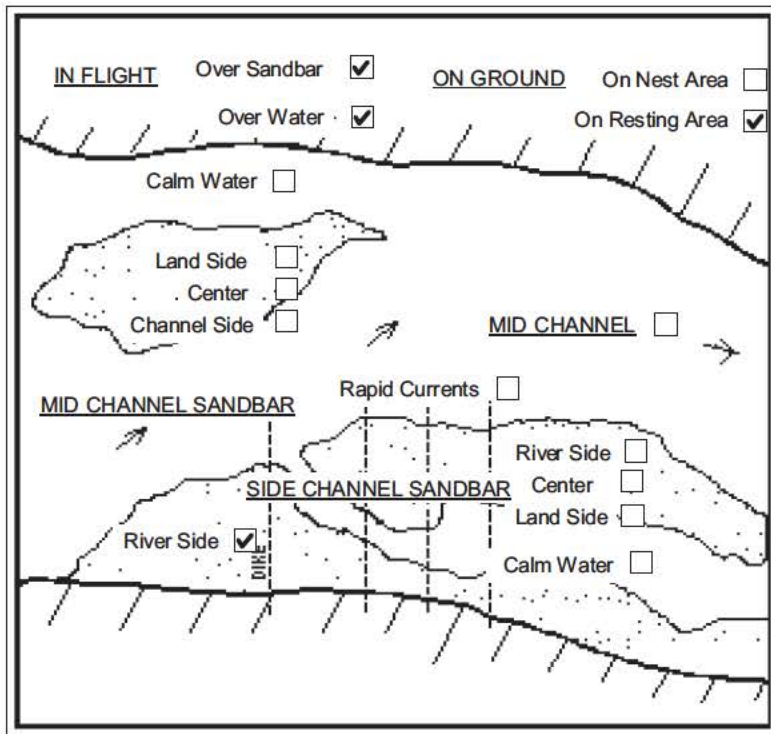 IN FLIGHT Over Sandbar ON GROUND On Nest Area
Over Water On Resting Area
Calm Water
Land Side
Center
Channel Side
MID CHANNEL
Rapid Currents
MID CHANNEL SANDBAR
River Side
SIDE CHANNEL SANDBAR Center
Land Side
River Side
DIKE
Calm Water